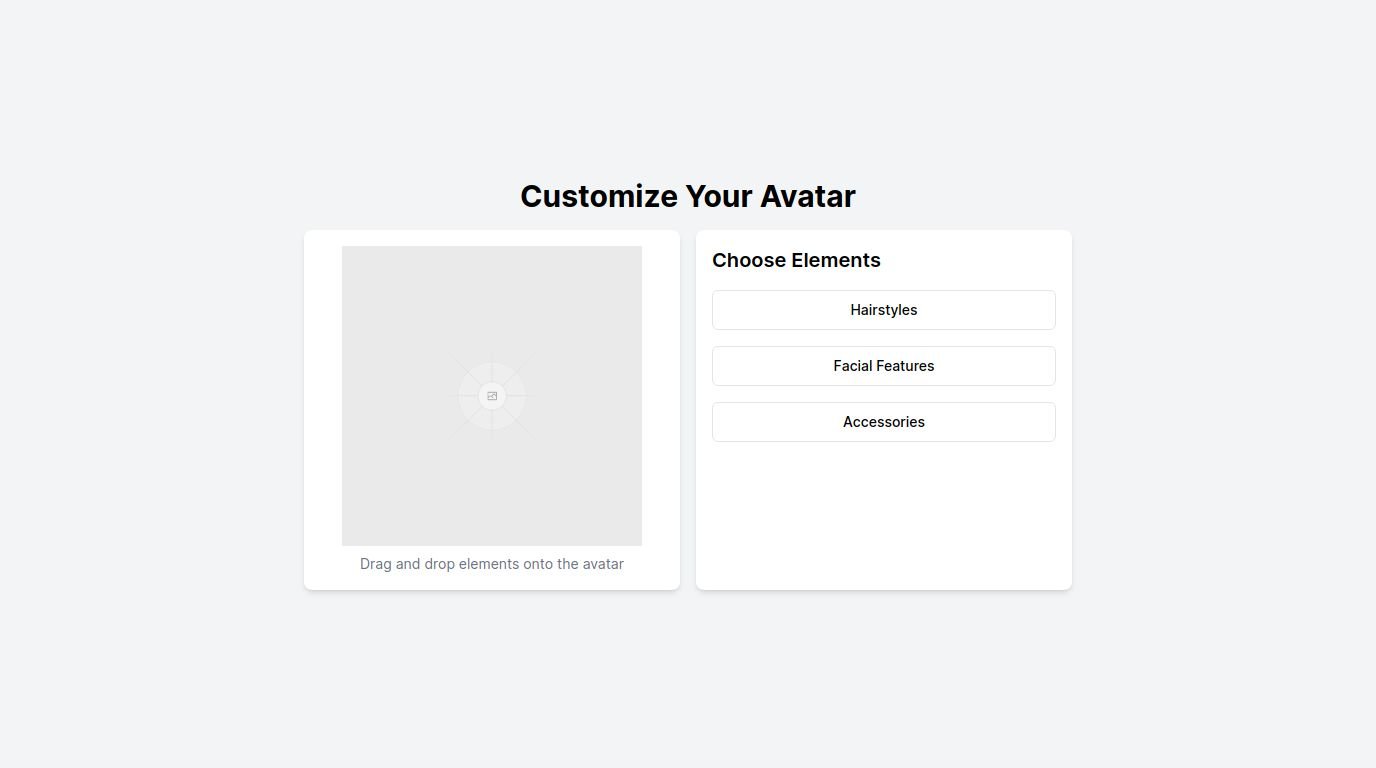 Customize Your Avatar
Drag and drop elements onto the avatar
Choose Elements
Hairstyles
Facial Features
Accessories